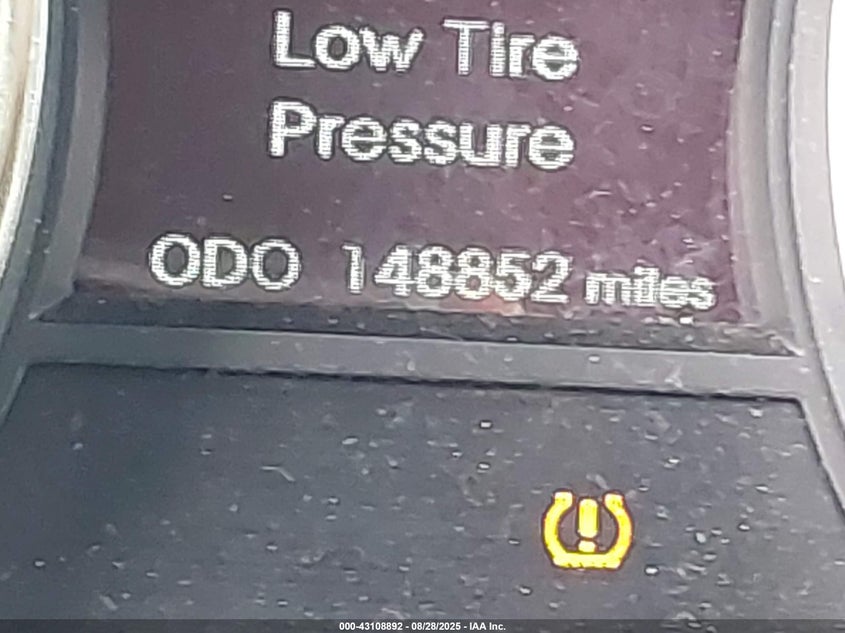 Low Tire
Pressure
ODO 148852 miles
000-43108892 - 08/28/2025 - IAA Inc.